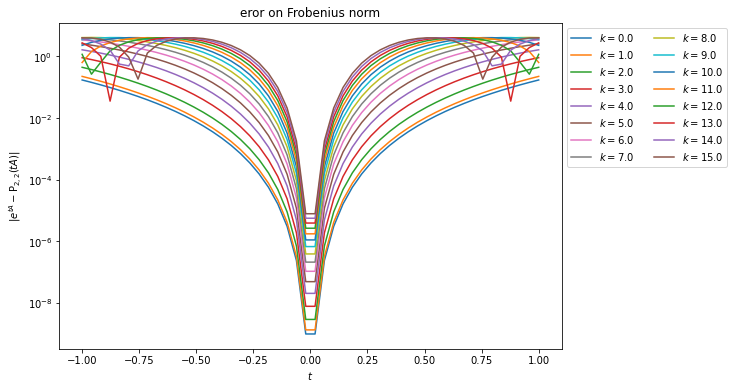 eror on Frobenius norm
|e^{tA} − P_{2,2}(tA)|
10^0
10^{−2}
10^{−4}
10^{−6}
10^{−8}
−1.00 −0.75 −0.50 −0.25 0.00 0.25 0.50 0.75 1.00
t
k = 0.0 k = 8.0
k = 1.0 k = 9.0
k = 2.0 k = 10.0
k = 3.0 k = 11.0
k = 4.0 k = 12.0
k = 5.0 k = 13.0
k = 6.0 k = 14.0
k = 7.0 k = 15.0